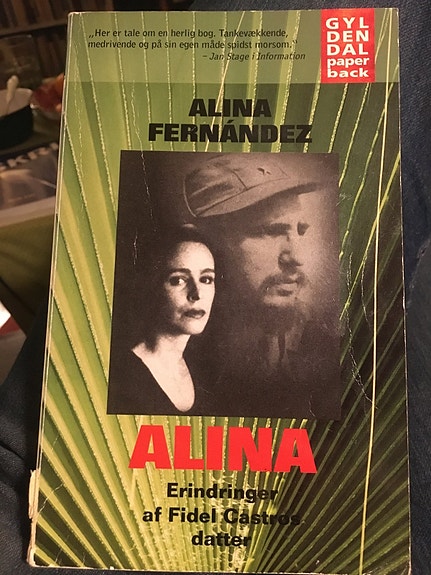 „Her er tale om en herlig bog. Tankevækkende,
medrivende og på sin egen måde spidst morsom.“
– Jan Stage i Information
GYL
DEN
DAL
paper
back
ALINA
FERNÁNDEZ
ALINA
Erindringer
af Fidel Castros
datter